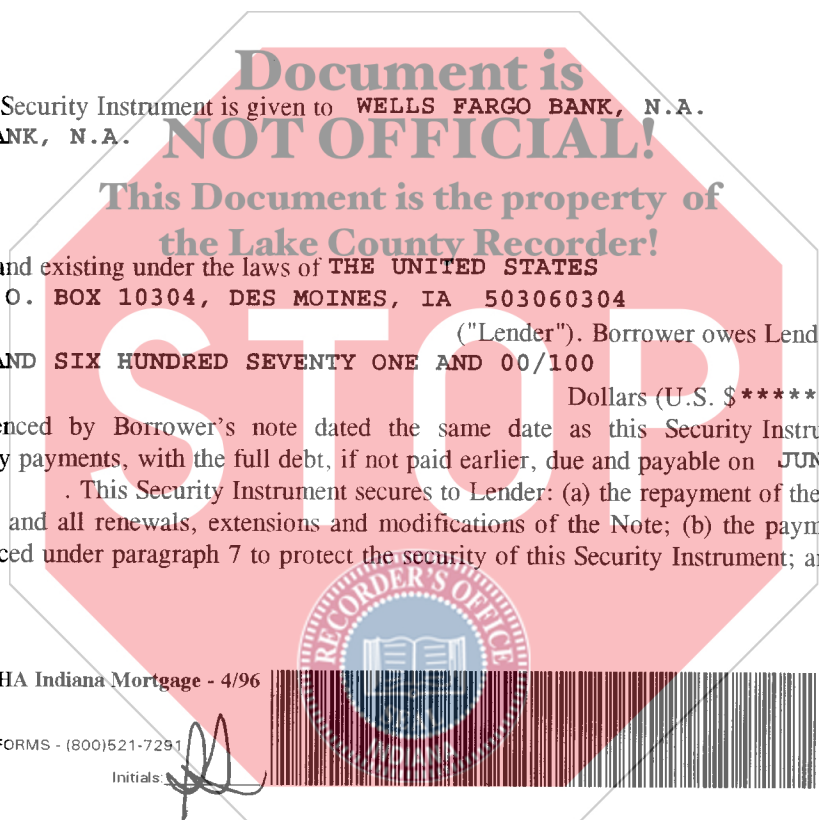 Document is
Security Instrument is given to WELLS FARGO BANK, N.A.
NK, N.A.
NOT OFFICIAL!
This Document is the property of
the Lake County Recorder!
and existing under the laws of THE UNITED STATES
O. BOX 10304, DES MOINES, IA 503060304
("Lender"). Borrower owes Lend
AND SIX HUNDRED SEVENTY ONE AND 00/100
STOP
Dollars (U.S. $*****
enced by Borrower's note dated the same date as this Security Instru
y payments, with the full debt, if not paid earlier, due and payable on JUN
. This Security Instrument secures to Lender: (a) the repayment of the
and all renewals, extensions and modifications of the Note; (b) the paym
ced under paragraph 7 to protect the security of this Security Instrument; a
RECORDER'S OFFICE
SEAL
INDIANA
HA Indiana Mortgage - 4/96
FORMS - (800)521-7291
Initials: